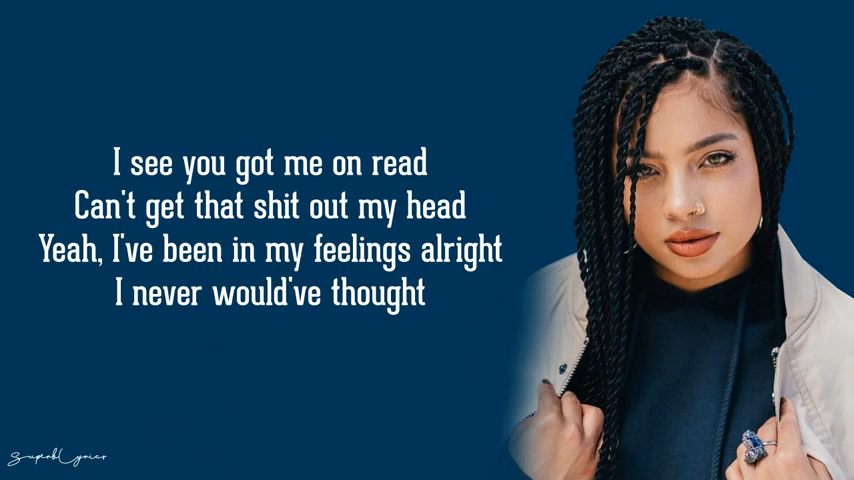 I see you got me on read
Can't get that shit out my head
Yeah, I've been in my feelings alright
I never would've thought
SuperbLyrics